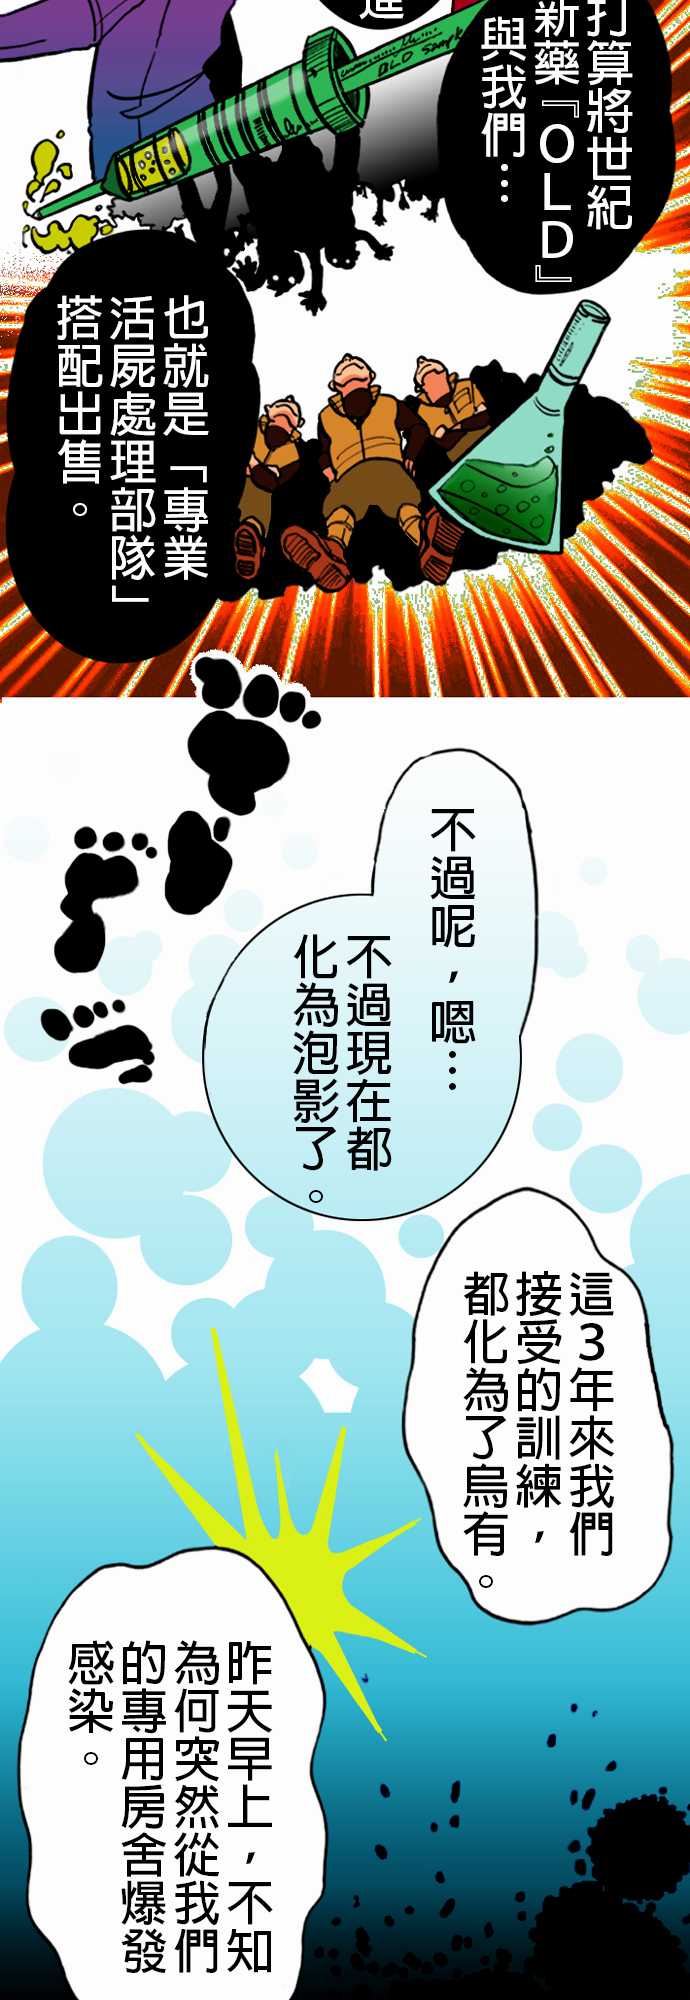 進
打算將世紀
新藥『OLD』
與我們…
OLD Sample
也就是「專業
活屍處理部隊」
搭配出售。
不過呢，嗯…
不過現在都
化為泡影了。
這3年來我們
接受的訓練，
都化為了烏有。
昨天早上，不知
為何突然從我們
的專用房舍爆發
感染。